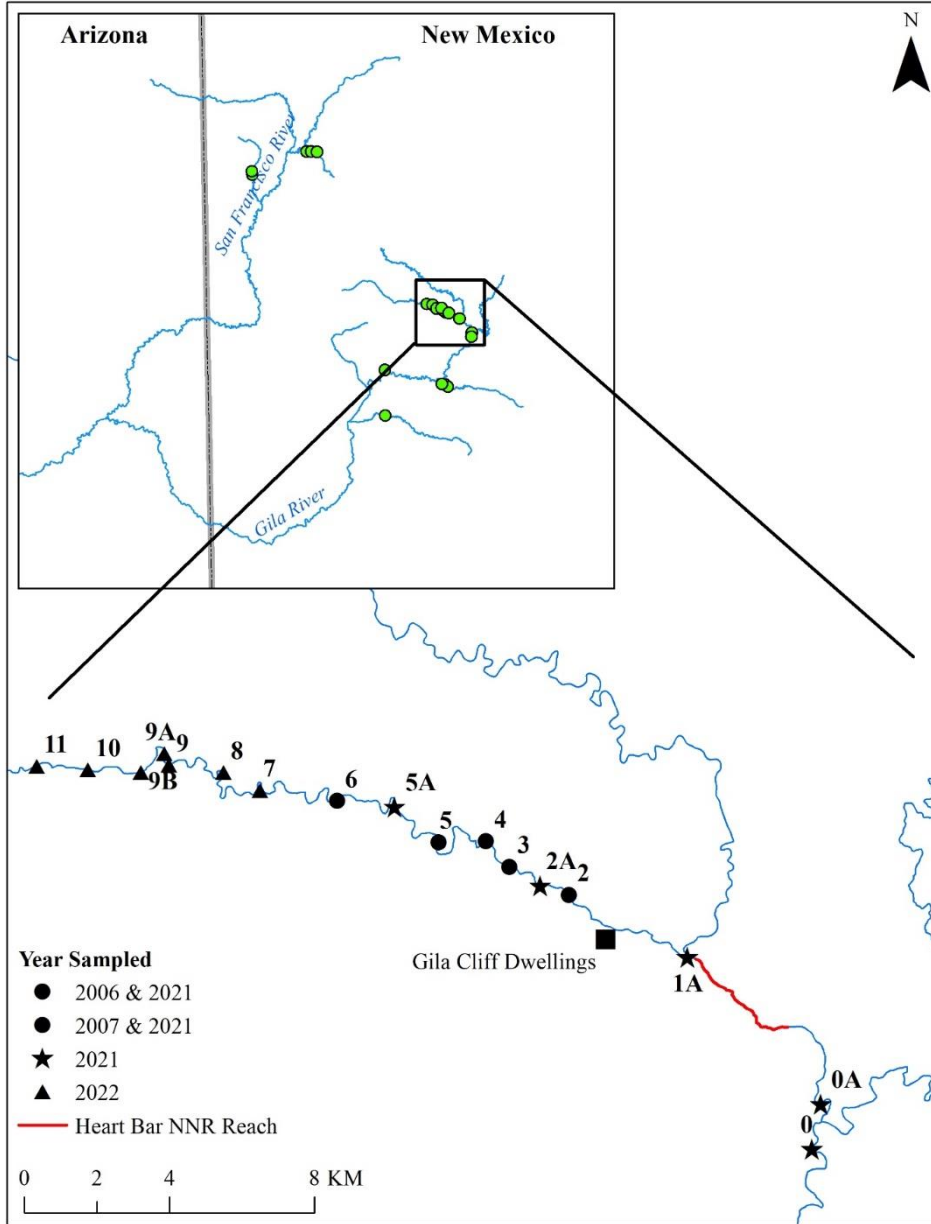 Arizona
New Mexico
N
San Francisco River
Gila River
11
10
9A
9
9B
8
7
6
5A
5
4
3
2A
2
Gila Cliff Dwellings
1A
0A
0
Year Sampled
2006 & 2021
2007 & 2021
2021
2022
Heart Bar NNR Reach
0 2 4 8 KM